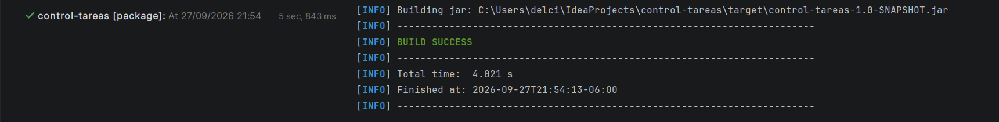 control-tareas [package]: At 27/09/2026 21:54 5 sec, 843 ms
[INFO] Building jar: C:\Users\delci\IdeaProjects\control-tareas\target\control-tareas-1.0-SNAPSHOT.jar
[INFO] ------------------------------------------------------------------------
[INFO] BUILD SUCCESS
[INFO] ------------------------------------------------------------------------
[INFO] Total time:  4.021 s
[INFO] Finished at: 2026-09-27T21:54:13-06:00
[INFO] ------------------------------------------------------------------------